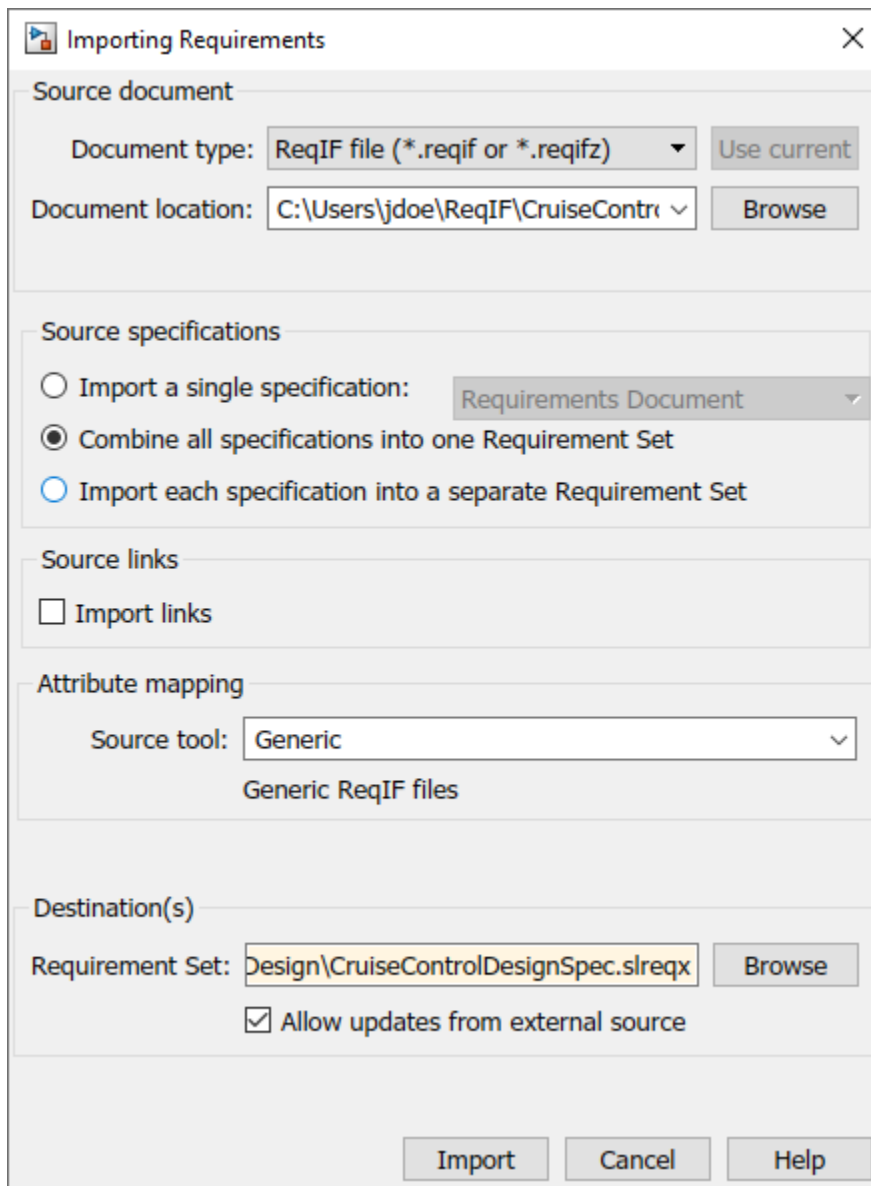 Importing Requirements
Source document
Document type: ReqIF file (*.reqif or *.reqifz) Use current
Document location: C:\Users\jdoe\ReqIF\CruiseContro Browse
Source specifications
Import a single specification: Requirements Document
Combine all specifications into one Requirement Set
Import each specification into a separate Requirement Set
Source links
Import links
Attribute mapping
Source tool: Generic
Generic ReqIF files
Destination(s)
Requirement Set: Design\CruiseControlDesignSpec.slreqx Browse
Allow updates from external source
Import Cancel Help